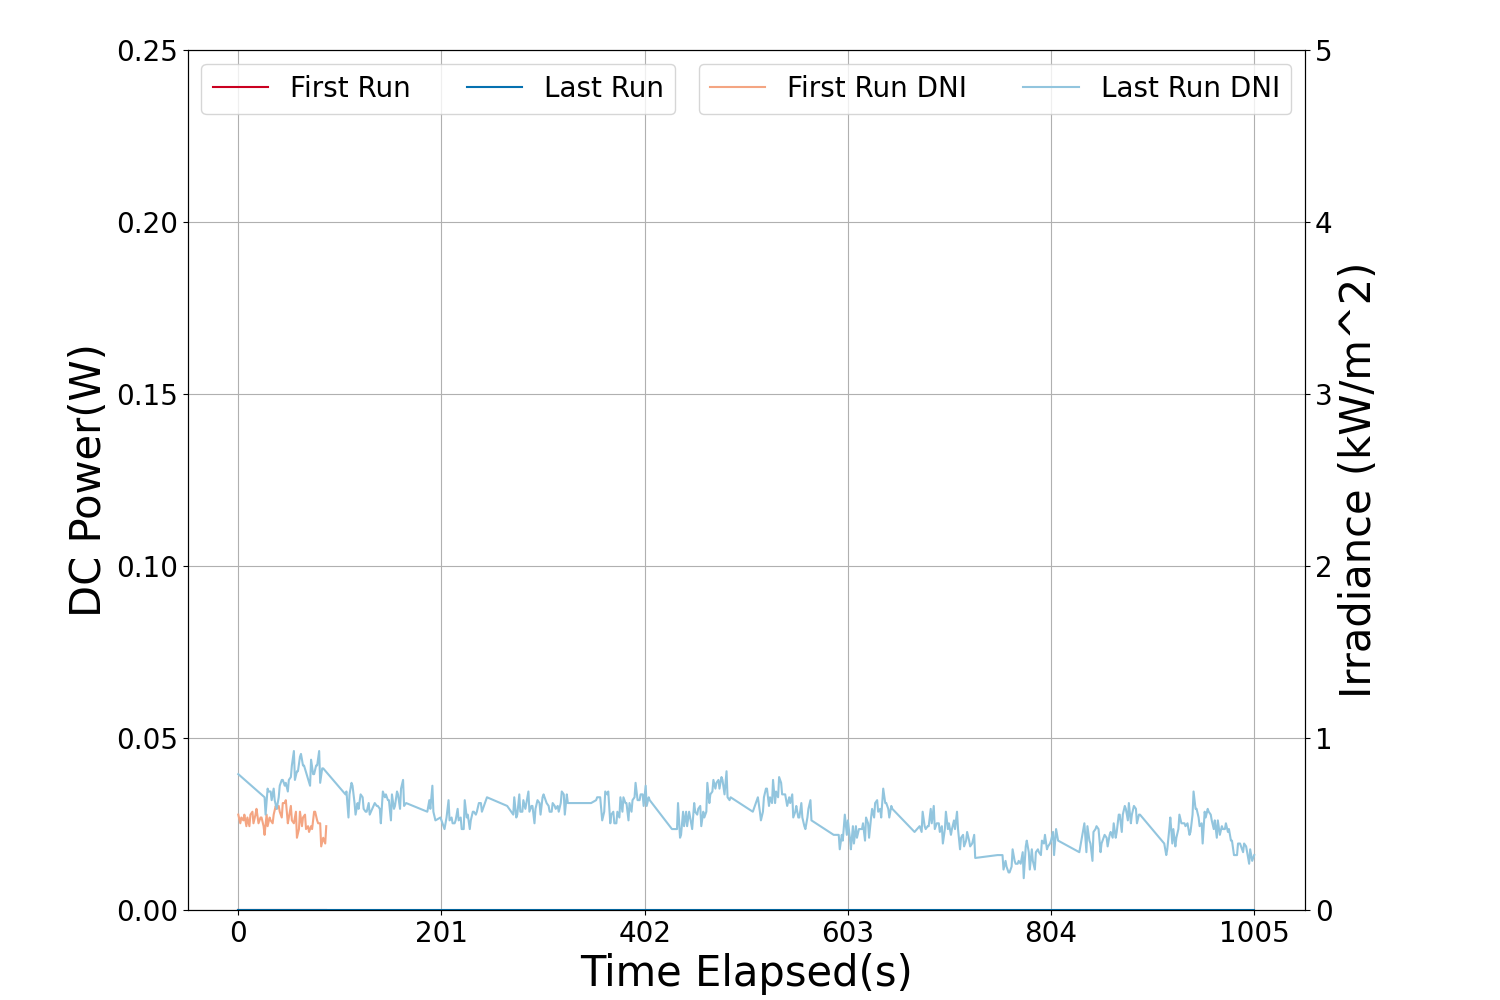 First Run
Last Run
First Run DNI
Last Run DNI
DC Power(W)
0.25
0.20
0.15
0.10
0.05
0.00
5
4
3
2
1
0
Irradiance (kW/m^2)
0
201
402
603
804
1005
Time Elapsed(s)